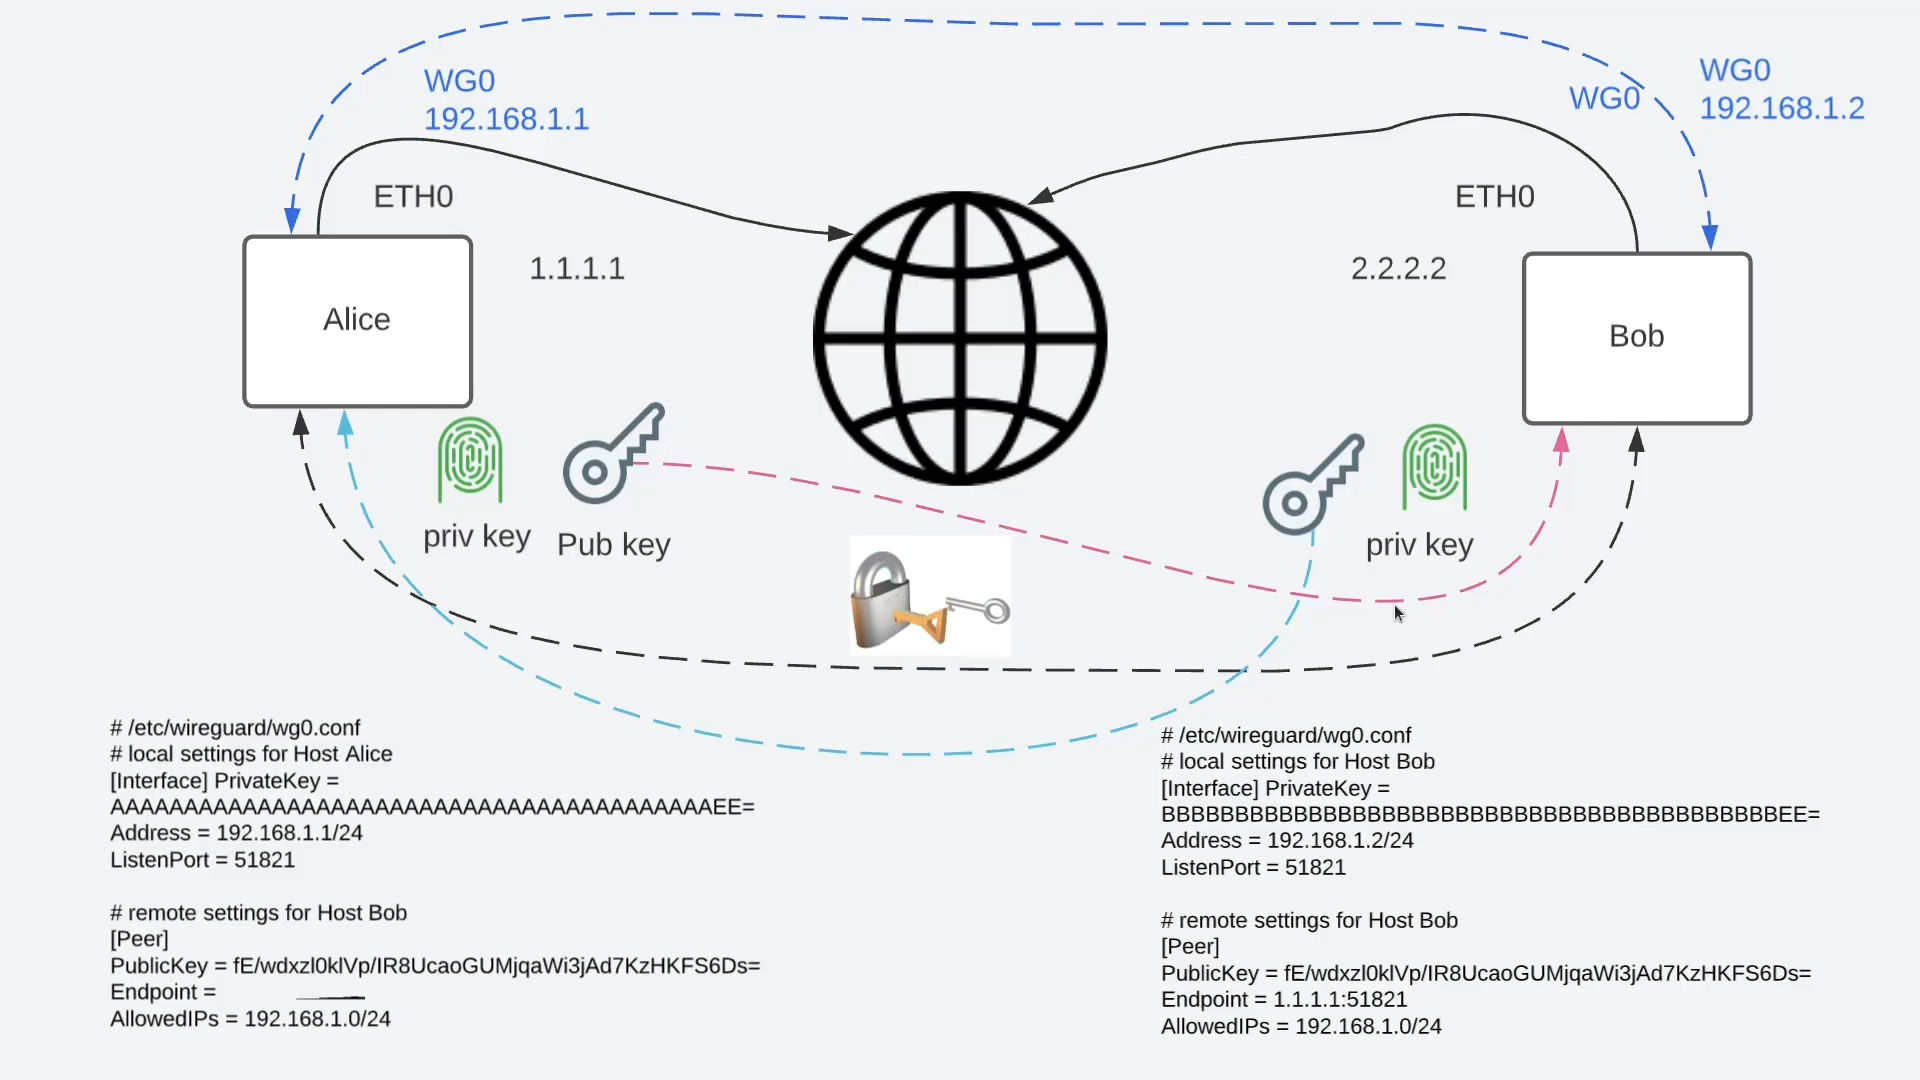 WG0
192.168.1.1
WG0
WG0
192.168.1.2
ETH0
ETH0
1.1.1.1
2.2.2.2
Alice
Bob
priv key
Pub key
priv key
# /etc/wireguard/wg0.conf
# local settings for Host Alice
[Interface] PrivateKey =
AAAAAAAAAAAAAAAAAAAAAAAAAAAAAAAAAAAAAAAAAEE=
Address = 192.168.1.1/24
ListenPort = 51821
# remote settings for Host Bob
[Peer]
PublicKey = fE/wdxzl0klVp/IR8UcaoGUMjqaWi3jAd7KzHKFS6Ds=
Endpoint =
AllowedIPs = 192.168.1.0/24
# /etc/wireguard/wg0.conf
# local settings for Host Bob
[Interface] PrivateKey =
BBBBBBBBBBBBBBBBBBBBBBBBBBBBBBBBBBBBBBBBBBEE=
Address = 192.168.1.2/24
ListenPort = 51821
# remote settings for Host Bob
[Peer]
PublicKey = fE/wdxzl0klVp/IR8UcaoGUMjqaWi3jAd7KzHKFS6Ds=
Endpoint = 1.1.1.1:51821
AllowedIPs = 192.168.1.0/24